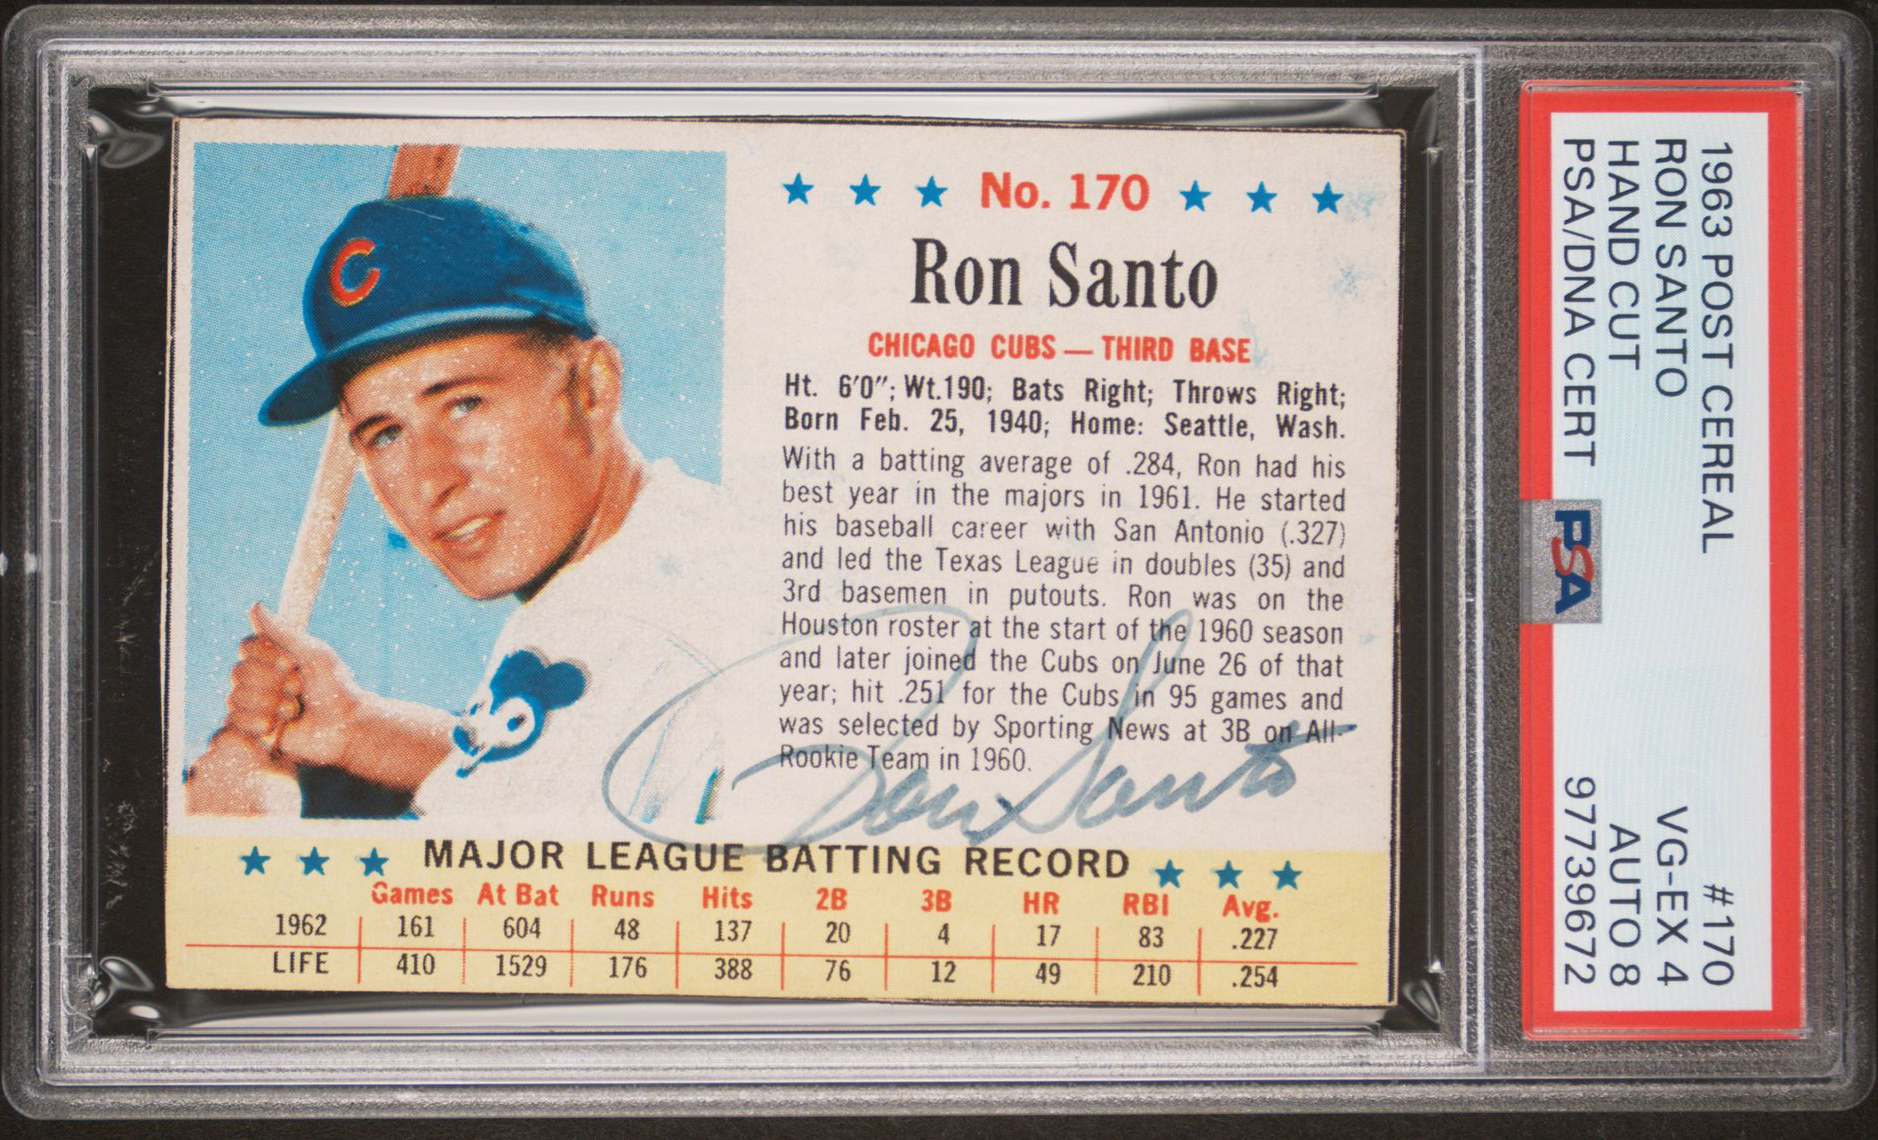 C
★ ★ ★ No. 170 ★ ★ ★
Ron Santo
CHICAGO CUBS — THIRD BASE
Ht. 6'0"; Wt.190; Bats Right; Throws Right;
Born Feb. 25, 1940; Home: Seattle, Wash.
With a batting average of .284, Ron had his
best year in the majors in 1961. He started
his baseball career with San Antonio (.327)
and led the Texas League in doubles (35) and
3rd basemen in putouts. Ron was on the
Houston roster at the start of the 1960 season
and later joined the Cubs on June 26 of that
year; hit .251 for the Cubs in 95 games and
was selected by Sporting News at 3B on All-
Rookie Team in 1960.
Ron Santo
★ ★ ★ MAJOR LEAGUE BATTING RECORD ★ ★ ★
Games At Bat Runs Hits 2B 3B HR RBI Avg.
1962 161 604 48 137 20 4 17 83 .227
LIFE 410 1529 176 388 76 12 49 210 .254
1963 POST CEREAL #170
RON SANTO VG-EX 4
HAND CUT AUTO 8
PSA/DNA CERT 97739672
PSA